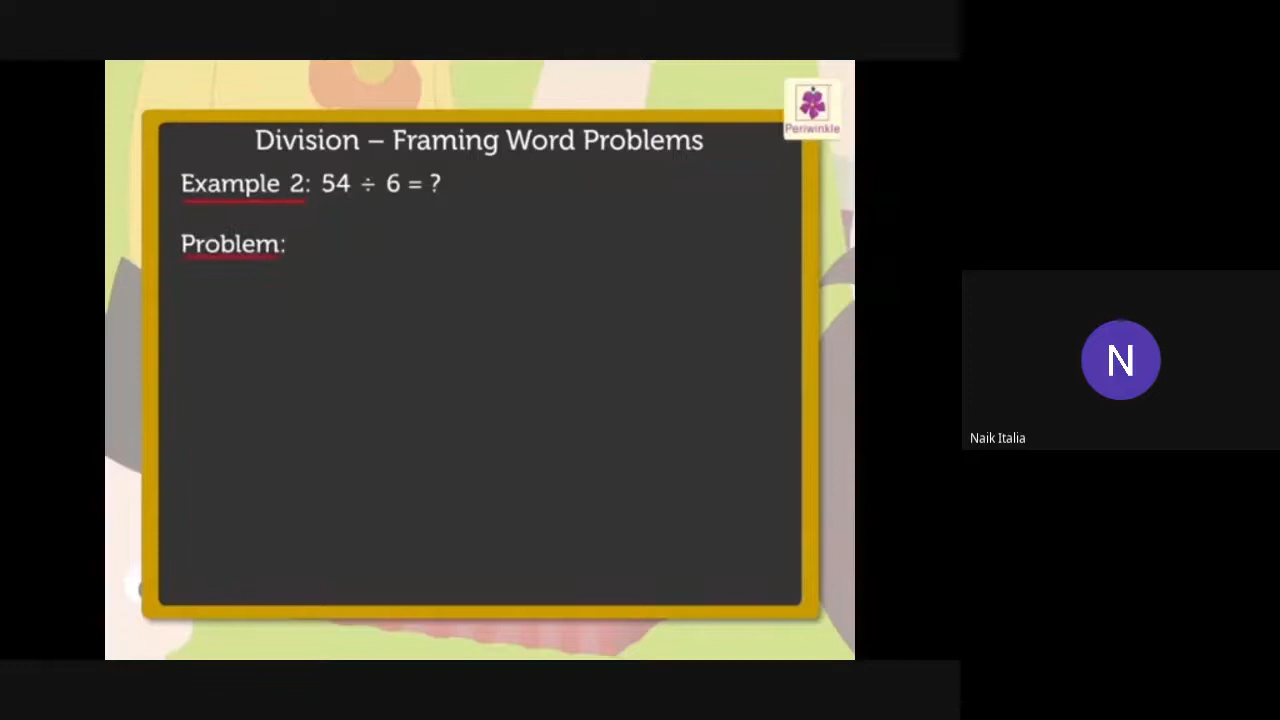 Periwinkle
Division – Framing Word Problems
Example 2: 54 ÷ 6 = ?
Problem:
N
Naik Italia